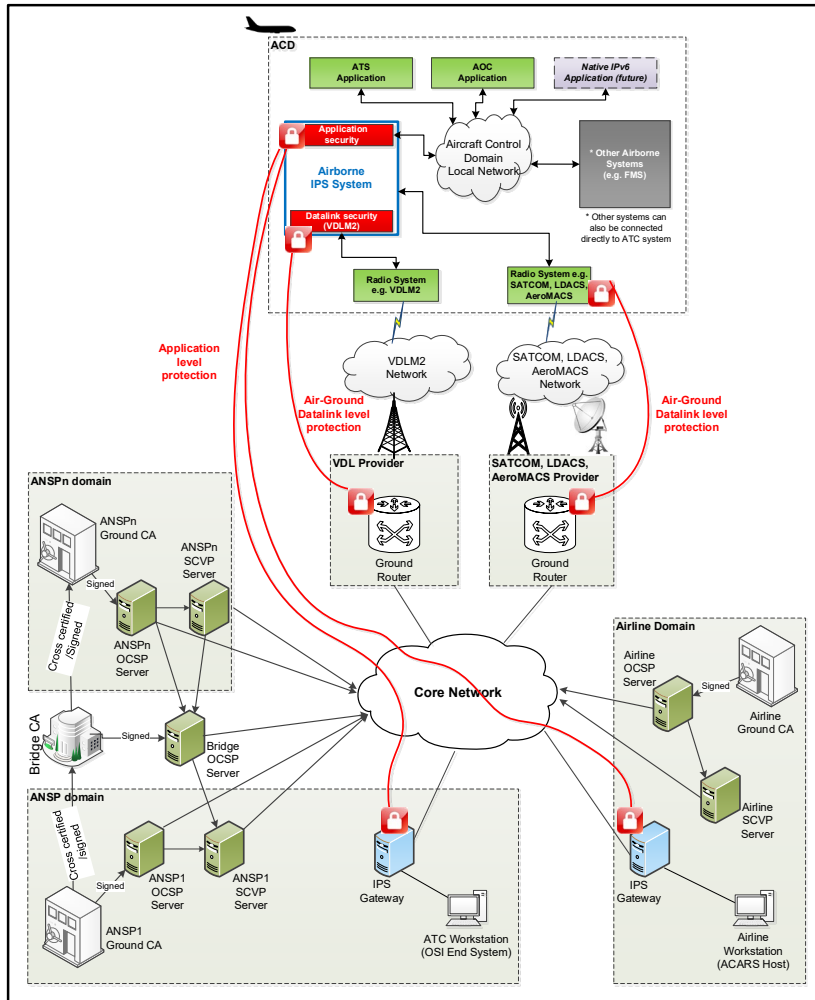 ACD
ATS
Application
AOC
Application
Native IPv6
Application (future)
Application
security
Airborne
IPS System
Datalink security
(VDLM2)
Aircraft Control
Domain
Local Network
* Other Airborne
Systems
(e.g. FMS)
* Other systems can
also be connected
directly to ATC system
Radio System
e.g. VDLM2
Radio System e.g.
SATCOM, LDACS,
AeroMACS
Application
level
protection
VDLM2
Network
SATCOM, LDACS,
AeroMACS
Network
Air-Ground
Datalink level
protection
Air-Ground
Datalink level
protection
VDL Provider
Ground
Router
SATCOM, LDACS,
AeroMACS Provider
Ground
Router
ANSPn domain
ANSPn
Ground CA
ANSPn
SCVP
Server
Signed
ANSPn
OCSP
Server
Cross certified
/Signed
Bridge CA
Signed
Bridge
OCSP
Server
Core Network
Airline Domain
Airline
OCSP Server
Signed
Airline
Ground CA
Airline
SCVP
Server
IPS
Gateway
Airline
Workstation
(ACARS Host)
ANSP domain
Cross certified
/signed
Signed
ANSP1
OCSP
Server
ANSP1
SCVP
Server
ANSP1
Ground CA
IPS
Gateway
ATC Workstation
(OSI End System)